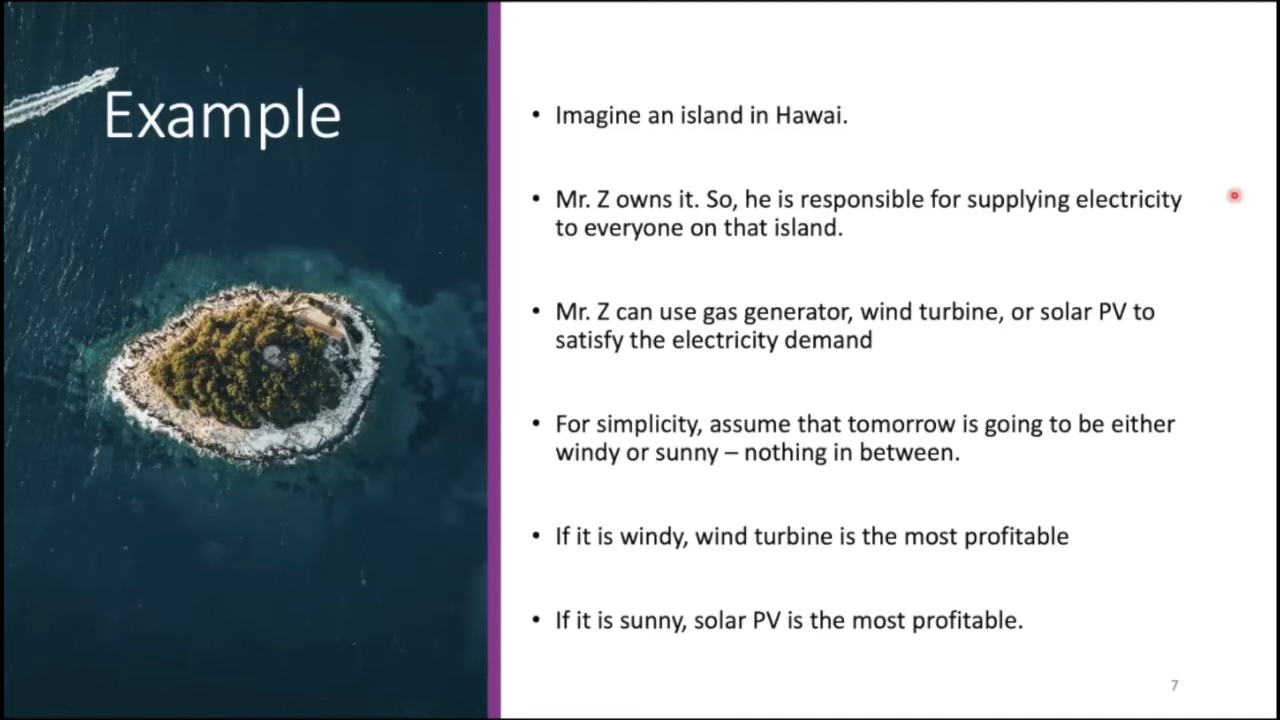 Example
• Imagine an island in Hawai.
• Mr. Z owns it. So, he is responsible for supplying electricity
to everyone on that island.
• Mr. Z can use gas generator, wind turbine, or solar PV to
satisfy the electricity demand
• For simplicity, assume that tomorrow is going to be either
windy or sunny – nothing in between.
• If it is windy, wind turbine is the most profitable
• If it is sunny, solar PV is the most profitable.
7